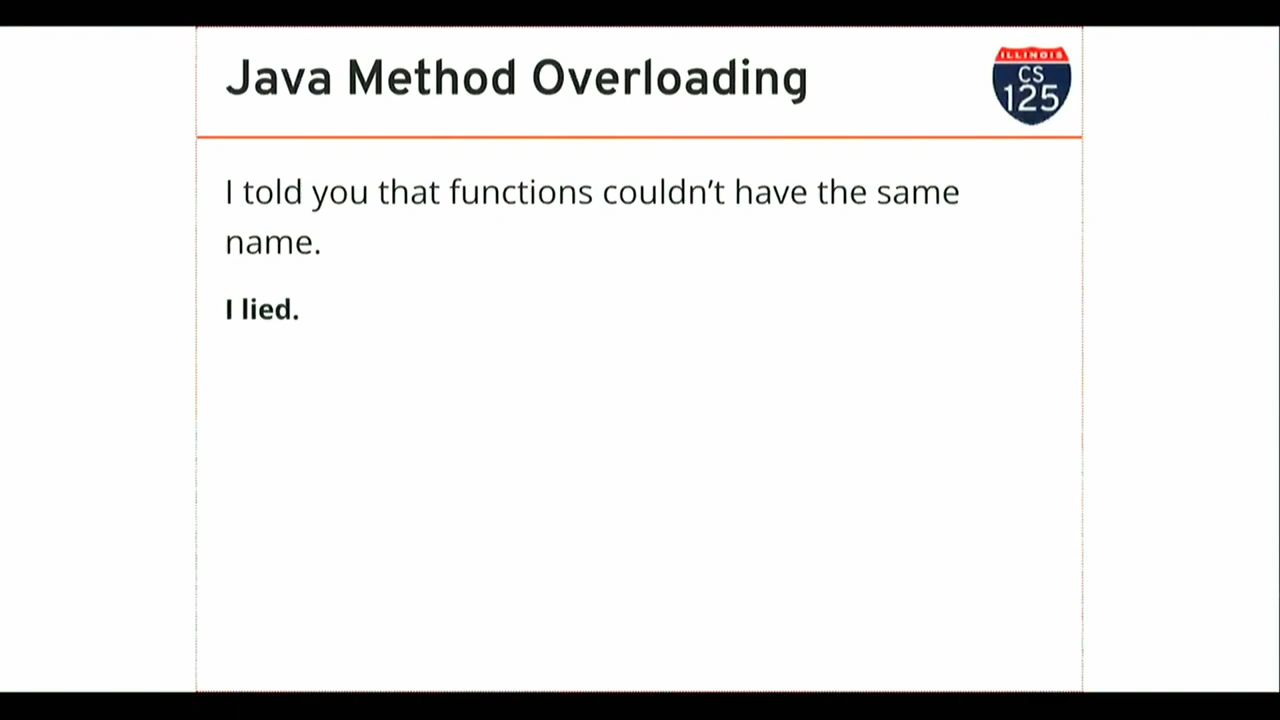 Java Method Overloading
ILLINOIS
CS
125
I told you that functions couldn’t have the same
name.
I lied.